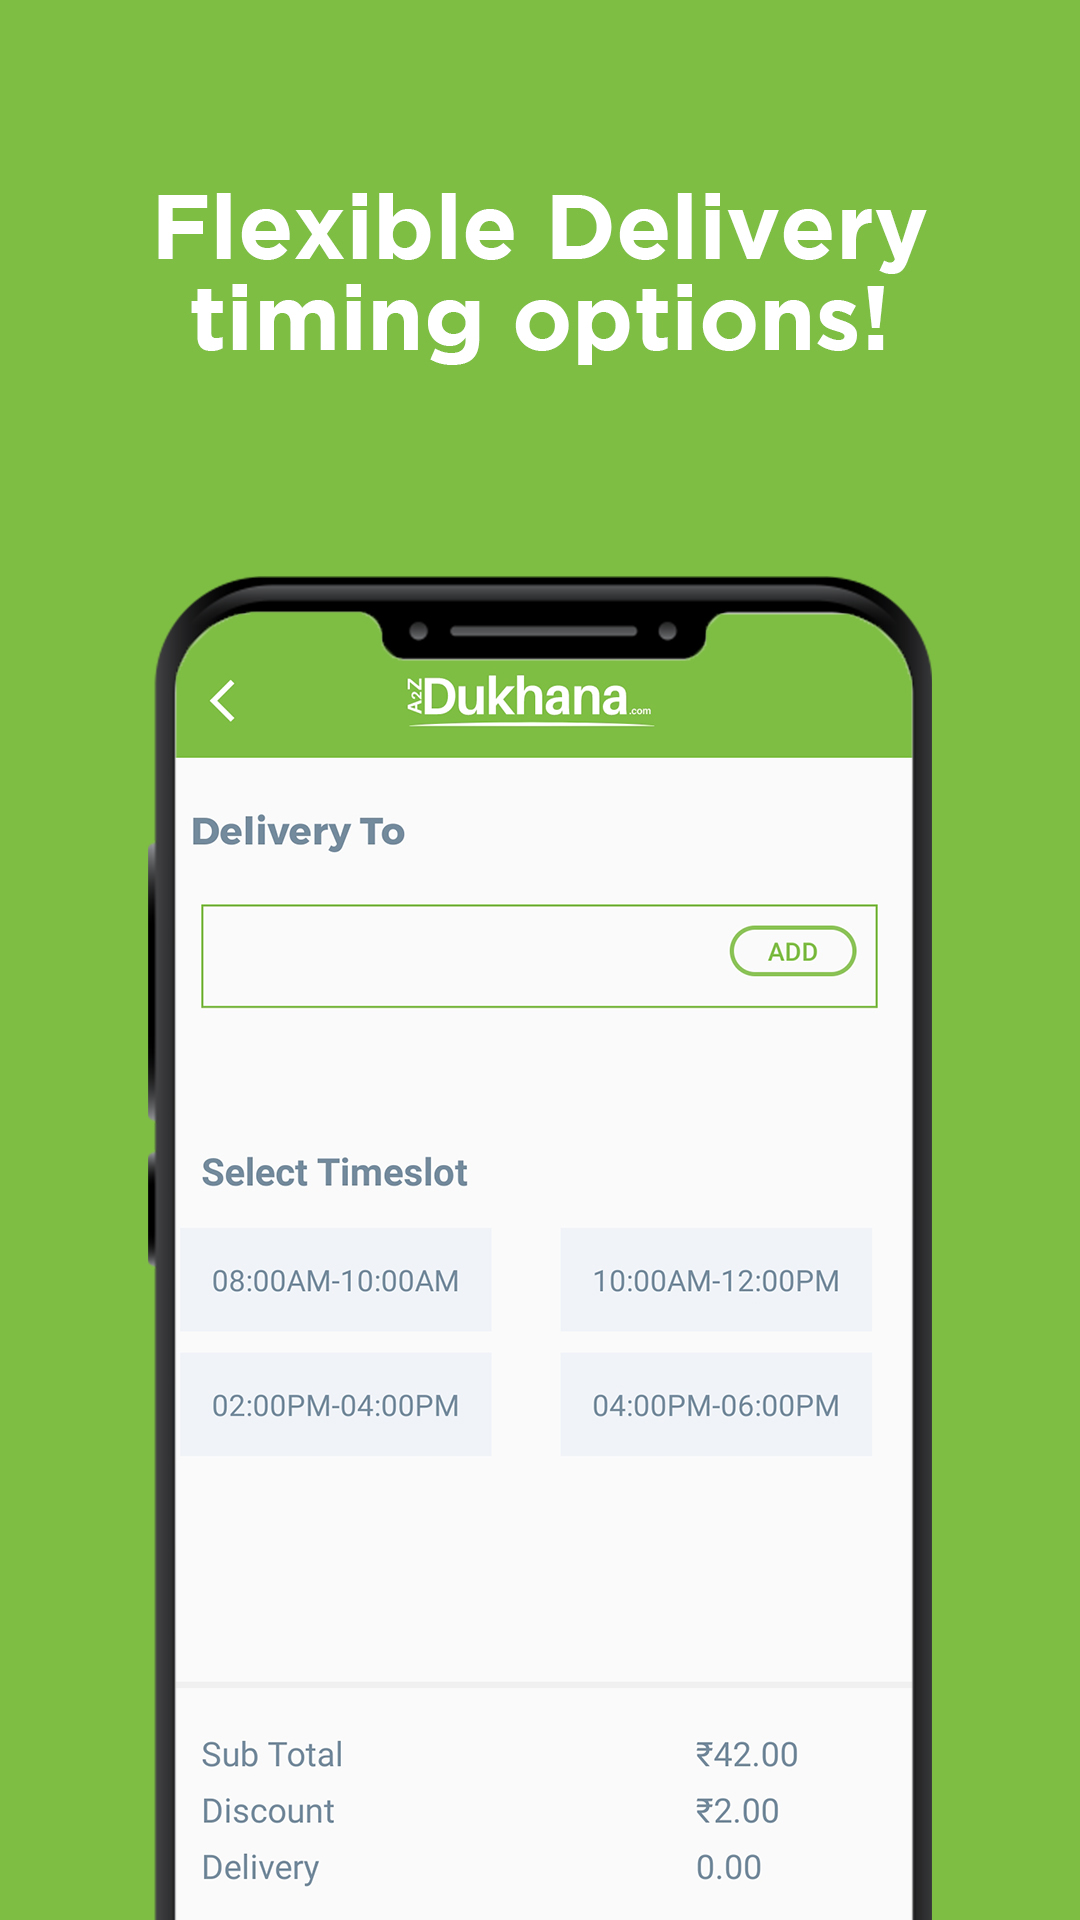 Flexible Delivery
timing options!
A2Z Dukhana.com
Delivery To
ADD
Select Timeslot
08:00AM-10:00AM 10:00AM-12:00PM
02:00PM-04:00PM 04:00PM-06:00PM
Sub Total ₹42.00
Discount ₹2.00
Delivery 0.00